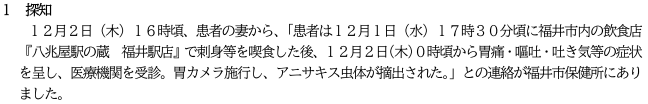 １　探知
１２月２日（木）１６時頃、患者の妻から、「患者は１２月１日（水）１７時３０分頃に福井市内の飲食店
『八兆屋駅の蔵　福井駅店』で刺身等を喫食した後、１２月２日(木)０時頃から胃痛・嘔吐・吐き気等の症状
を呈し、医療機関を受診。胃カメラ施行し、アニサキス虫体が摘出された。」との連絡が福井市保健所にあり
ました。